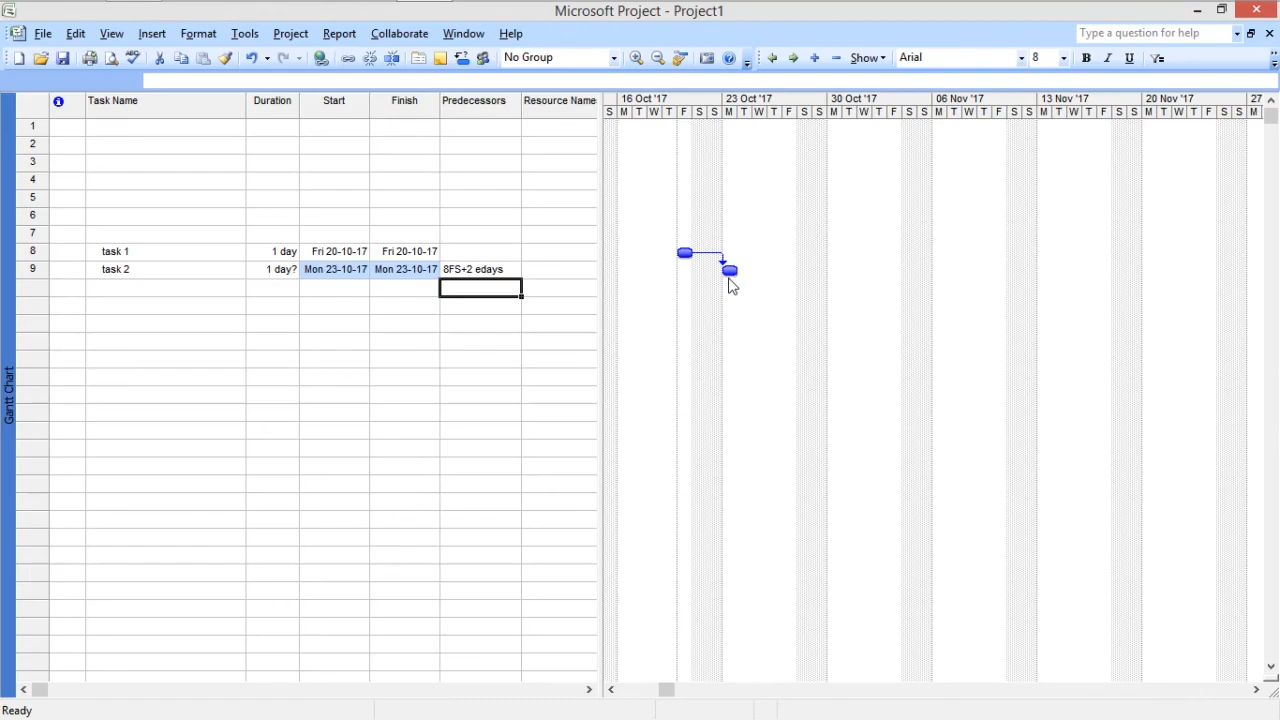 Microsoft Project - Project1
File Edit View Insert Format Tools Project Report Collaborate Window Help
Type a question for help
No Group Show Arial 8 B I U
Task Name Duration Start Finish Predecessors Resource Name
16 Oct '17 23 Oct '17 30 Oct '17 06 Nov '17 13 Nov '17 20 Nov '17 27
S M T W T F S S M T W T F S S M T W T F S S M T W T F S S M T W T F S S M T W T F S S M
1
2
3
4
5
6
7
8 task 1 1 day Fri 20-10-17 Fri 20-10-17
9 task 2 1 day? Mon 23-10-17 Mon 23-10-17 8FS+2 edays
Gantt Chart
Ready